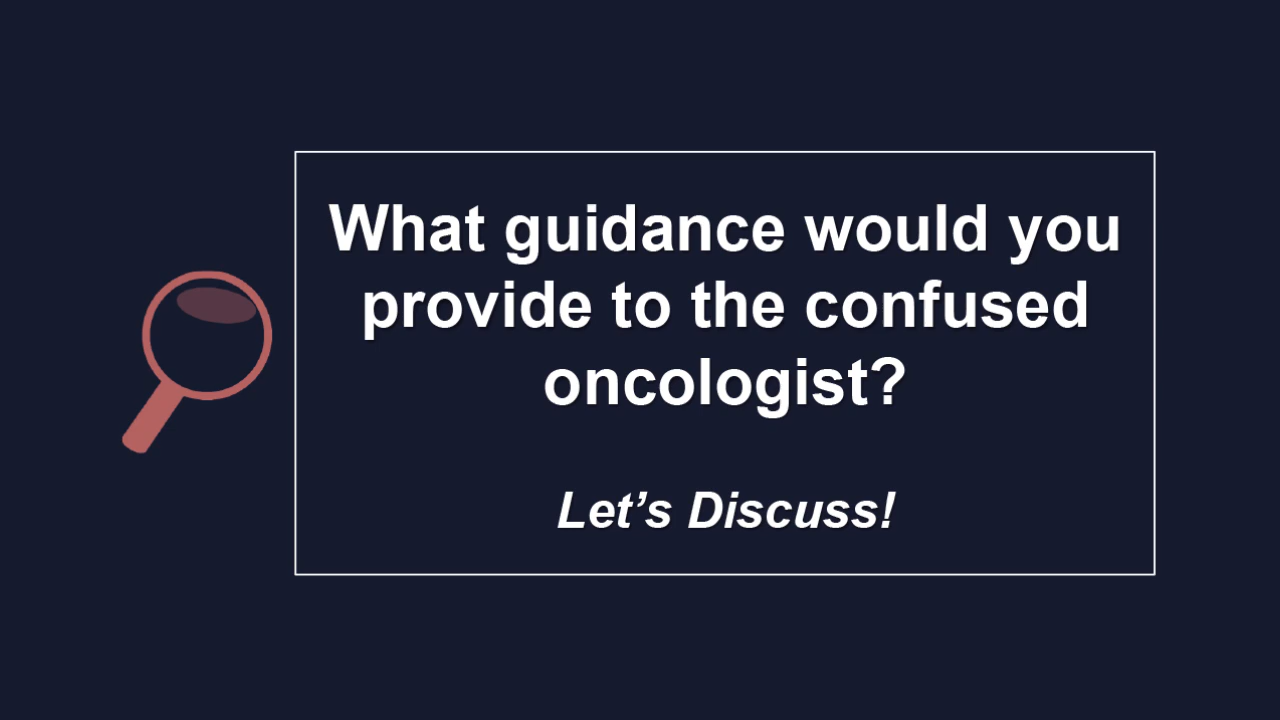 What guidance would you
provide to the confused
oncologist?
Let’s Discuss!